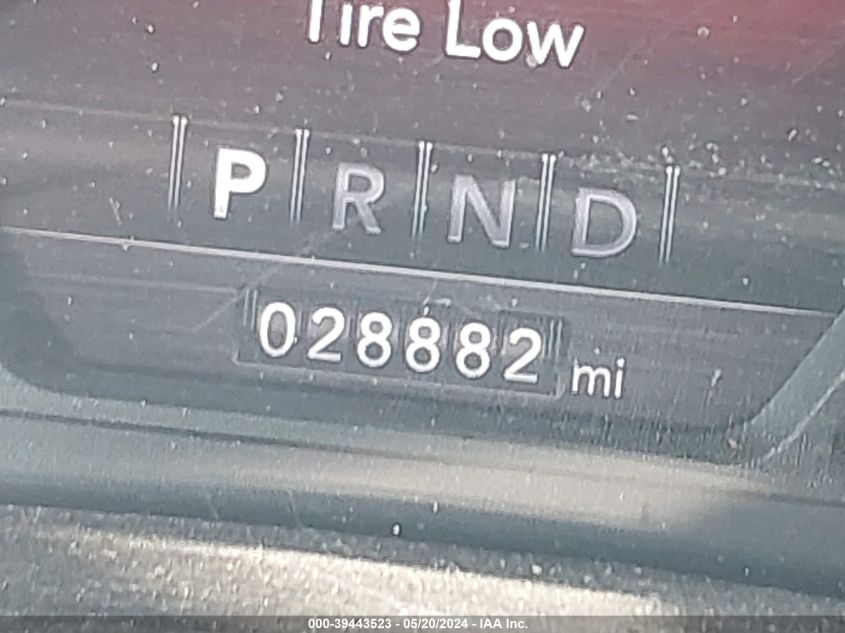 Tire Low
P R N D
028882 mi
000-39443523 - 05/20/2024 - IAA Inc.